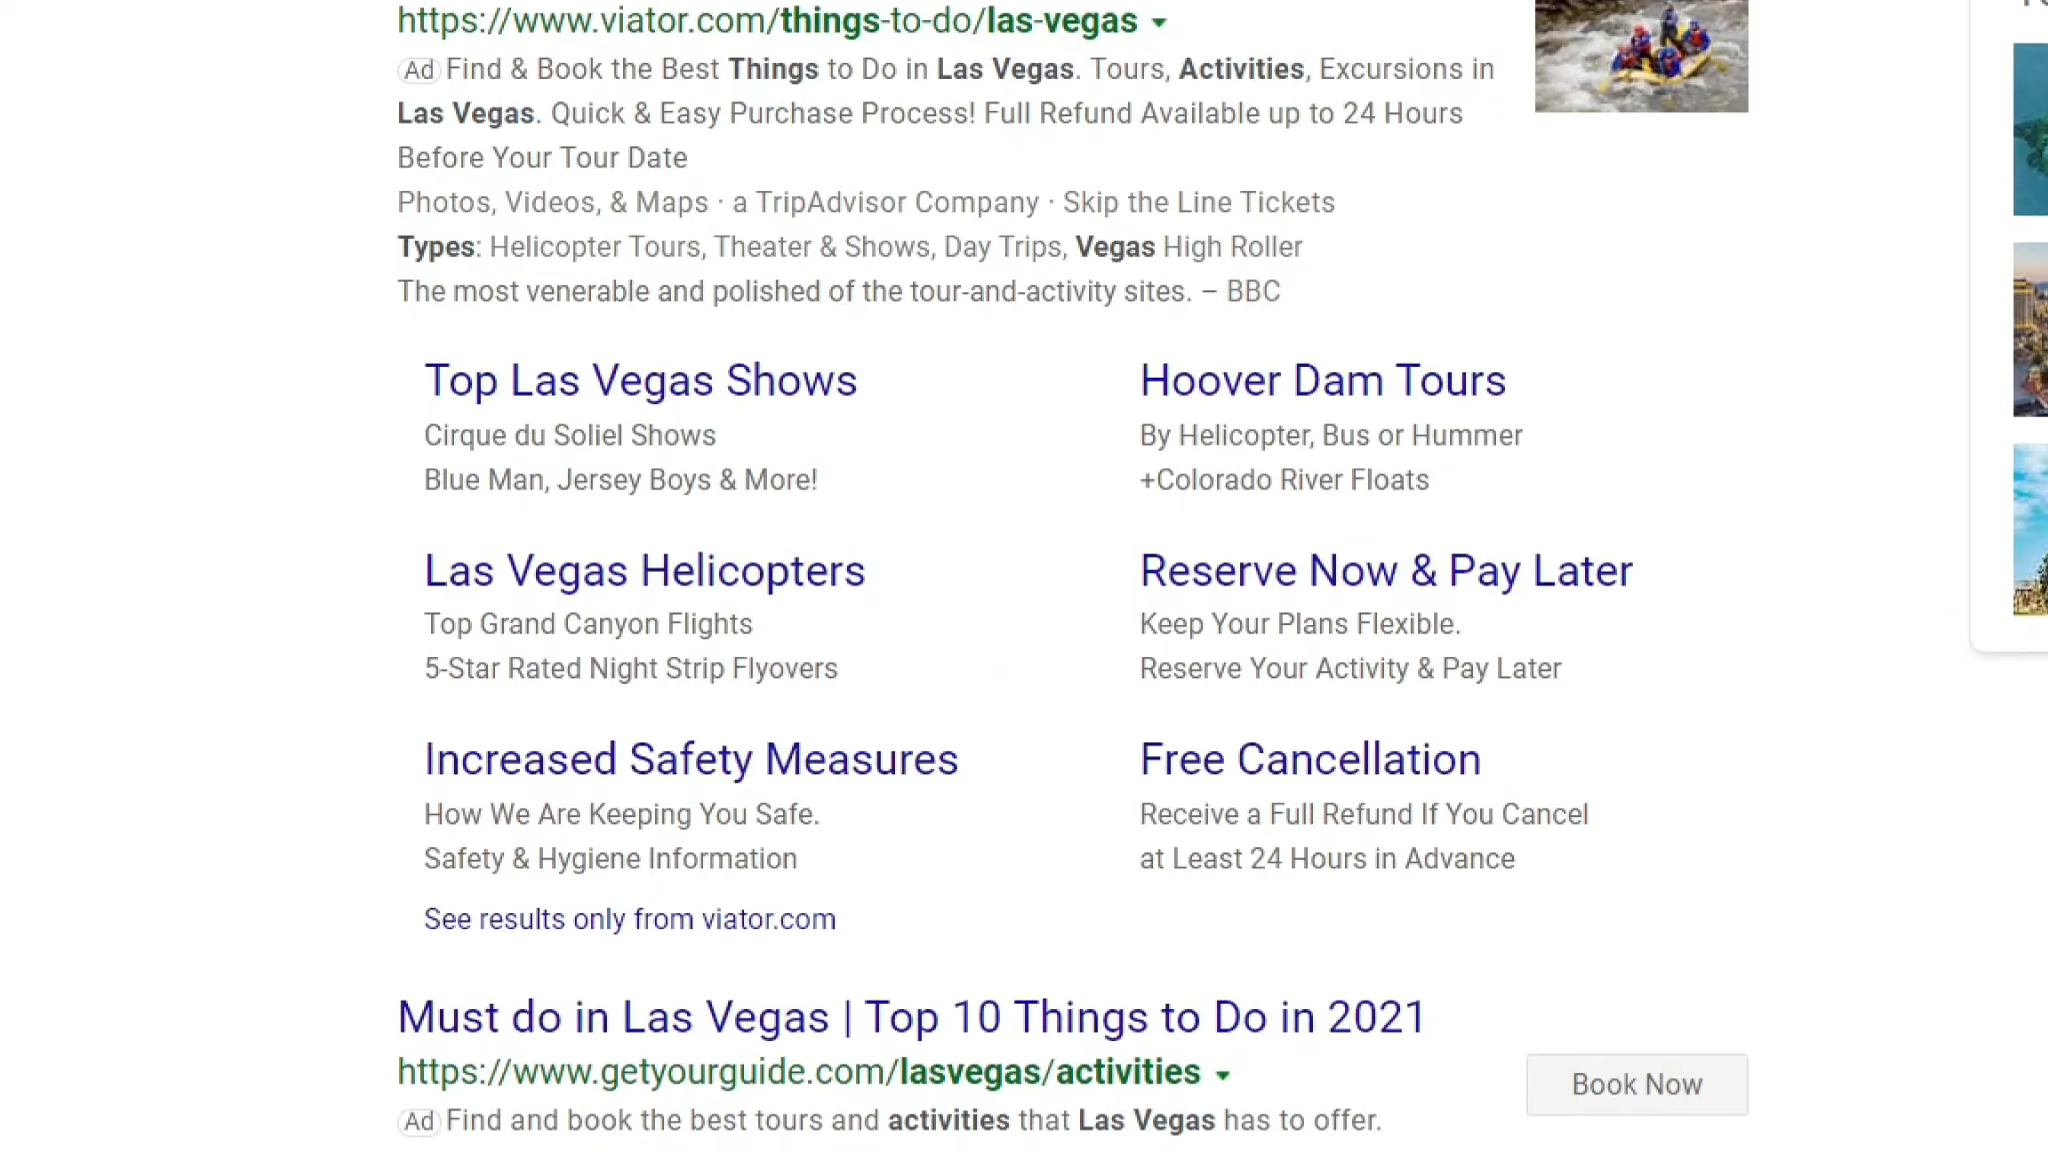 https://www.viator.com/things-to-do/las-vegas
Ad Find & Book the Best Things to Do in Las Vegas. Tours, Activities, Excursions in
Las Vegas. Quick & Easy Purchase Process! Full Refund Available up to 24 Hours
Before Your Tour Date
Photos, Videos, & Maps · a TripAdvisor Company · Skip the Line Tickets
Types: Helicopter Tours, Theater & Shows, Day Trips, Vegas High Roller
The most venerable and polished of the tour-and-activity sites. – BBC
Top Las Vegas Shows
Cirque du Soliel Shows
Blue Man, Jersey Boys & More!
Hoover Dam Tours
By Helicopter, Bus or Hummer
+Colorado River Floats
Las Vegas Helicopters
Top Grand Canyon Flights
5-Star Rated Night Strip Flyovers
Reserve Now & Pay Later
Keep Your Plans Flexible.
Reserve Your Activity & Pay Later
Increased Safety Measures
How We Are Keeping You Safe.
Safety & Hygiene Information
Free Cancellation
Receive a Full Refund If You Cancel
at Least 24 Hours in Advance
See results only from viator.com
Must do in Las Vegas | Top 10 Things to Do in 2021
https://www.getyourguide.com/lasvegas/activities
Ad Find and book the best tours and activities that Las Vegas has to offer.
Book Now